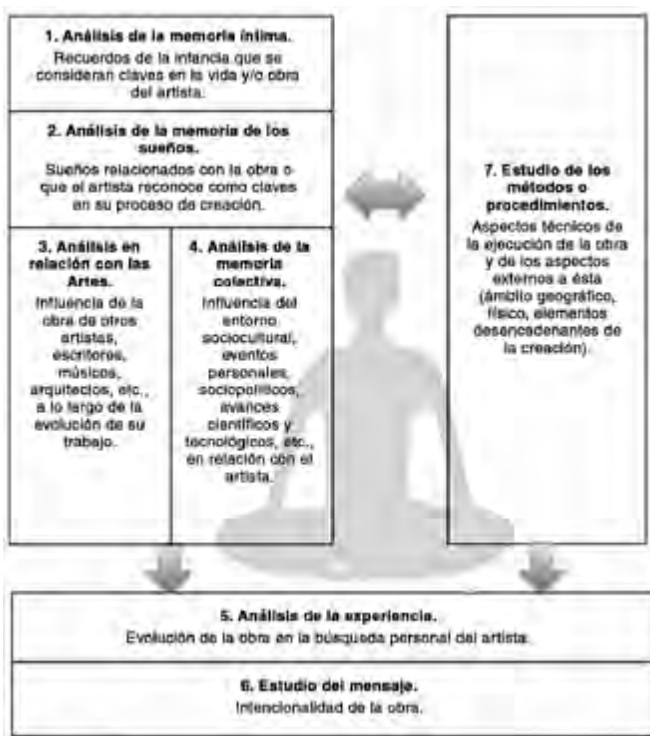 1. Análisis de la memoria íntima.
Recuerdos de la infancia que se
consideran claves en la vida y/o obra
del artista.
2. Análisis de la memoria de los
sueños.
Sueños relacionados con la obra o
que el artista reconoce como claves
en su proceso de creación.
3. Análisis en
relación con las
Artes.
Influencia de la
obra de otros
artistas,
escritores,
músicos,
arquitectos, etc.,
a lo largo de la
evolución de su
trabajo.
4. Análisis de la
memoria
colectiva.
Influencia del
entorno
sociocultural,
eventos
personales,
sociopolíticos,
avances
científicos y
tecnológicos, etc.,
en relación con el
artista.
7. Estudio de los
métodos o
procedimientos.
Aspectos técnicos de
la ejecución de la obra
y de los aspectos
externos a ésta
(ámbito geográfico,
físico, elementos
desencadenantes de
la creación).
5. Análisis de la experiencia.
Evolución de la obra en la búsqueda personal del artista.
6. Estudio del mensaje.
Intencionalidad de la obra.